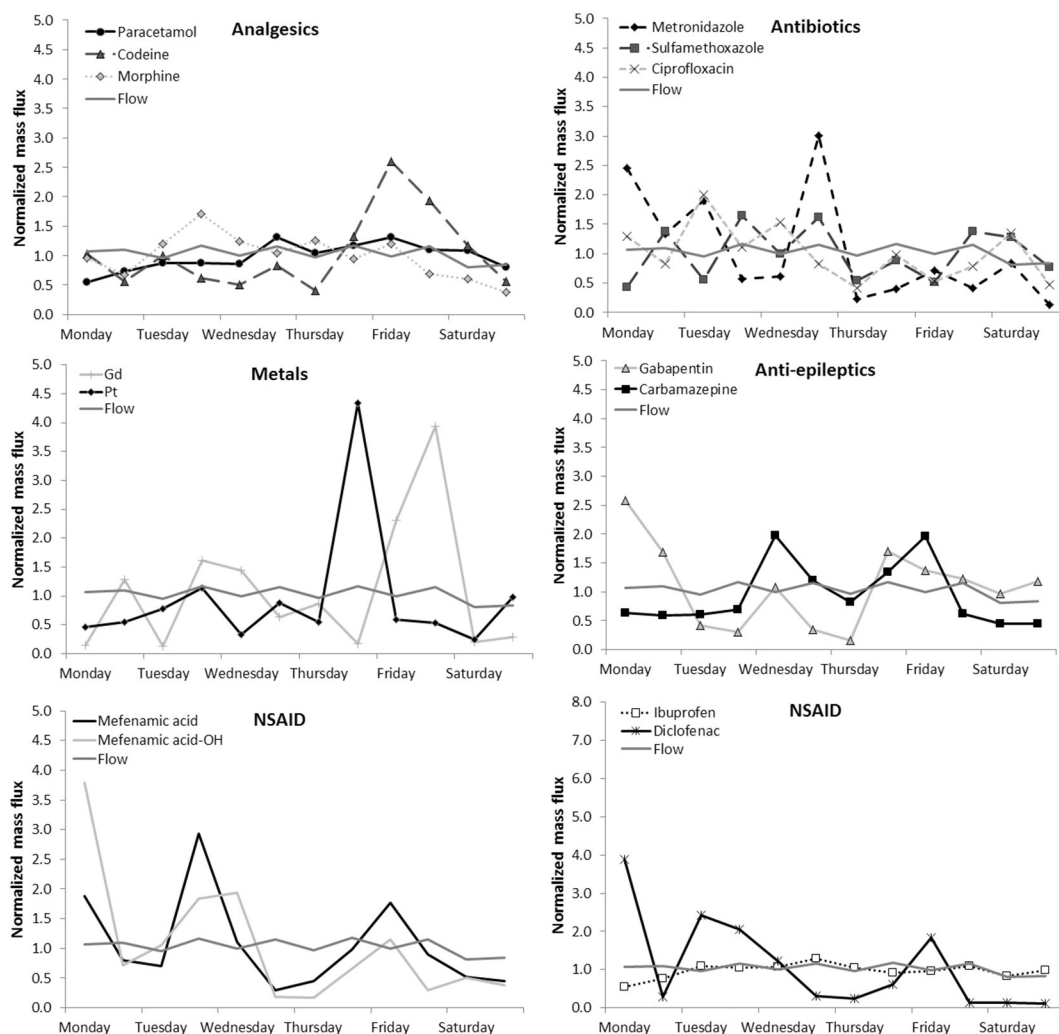 Analgesics
Normalized mass flux
5.0
4.5
4.0
3.5
3.0
2.5
2.0
1.5
1.0
0.5
0.0
Paracetamol
Codeine
Morphine
Flow
Monday Tuesday Wednesday Thursday Friday Saturday
Antibiotics
Normalized mass flux
5.0
4.5
4.0
3.5
3.0
2.5
2.0
1.5
1.0
0.5
0.0
Metronidazole
Sulfamethoxazole
Ciprofloxacin
Flow
Monday Tuesday Wednesday Thursday Friday Saturday
Metals
Normalized mass flux
5.0
4.5
4.0
3.5
3.0
2.5
2.0
1.5
1.0
0.5
0.0
Gd
Pt
Flow
Monday Tuesday Wednesday Thursday Friday Saturday
Anti-epileptics
Normalized mass flux
5.0
4.5
4.0
3.5
3.0
2.5
2.0
1.5
1.0
0.5
0.0
Gabapentin
Carbamazepine
Flow
Monday Tuesday Wednesday Thursday Friday Saturday
NSAID
Normalized mass flux
5.0
4.5
4.0
3.5
3.0
2.5
2.0
1.5
1.0
0.5
0.0
Mefenamic acid
Mefenamic acid-OH
Flow
Monday Tuesday Wednesday Thursday Friday Saturday
NSAID
Normalized mass flux
8.0
7.0
6.0
5.0
4.0
3.0
2.0
1.0
0.0
Ibuprofen
Diclofenac
Flow
Monday Tuesday Wednesday Thursday Friday Saturday